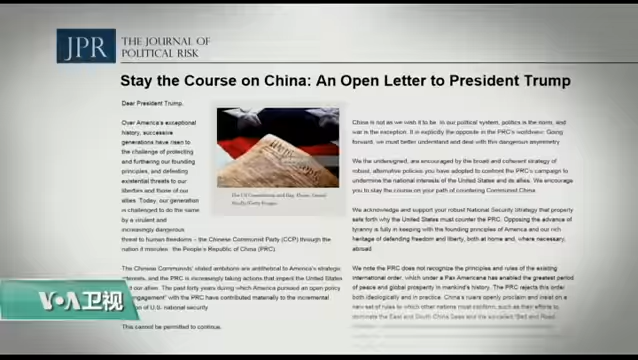 JPR
THE JOURNAL OF
POLITICAL RISK
Stay the Course on China: An Open Letter to President Trump
Dear President Trump,
Over America's exceptional
history, successive
generations have risen to
the challenge of protecting
and furthering our founding
principles, and defeating
existential threats to our
liberties and those of our
allies. Today, our generation
is challenged to do the same
by a virulent and
increasingly dangerous
threat to human freedoms – the Chinese Communist Party (CCP) through the
nation it misrules: the People's Republic of China (PRC).
The Chinese Communists' stated ambitions are antithetical to America's strategic
interests, and the PRC is increasingly taking actions that imperil the United States
and our allies. The past forty years during which America pursued an open policy
engagement" with the PRC have contributed materially to the incremental
of U.S. national security.
This cannot be permitted to continue.
The US Constitution and flag.
Getty Images
China is not as we wish it to be. In our political system, politics is the norm, and
war is the exception. It is explicitly the opposite in the PRC's worldview. Going
forward, we must better understand and deal with this dangerous asymmetry.
We the undersigned, are encouraged by the broad and coherent strategy of
robust, alternative policies you have adopted to confront the PRC's campaign to
undermine the national interests of the United States and its allies. We encourage
you to stay the course on your path of countering Communist China.
We acknowledge and support your robust National Security Strategy that properly
sets forth why the United States must counter the PRC. Opposing the advance of
tyranny is fully in keeping with the founding principles of America and our rich
heritage of defending freedom and liberty, both at home and, where necessary,
abroad.
We note the PRC does not recognize the principles and rules of the existing
international order, which under a Pax Americana has enabled the greatest period
of peace and global prosperity in mankind's history. The PRC rejects this order
both ideologically and in practice. China's rulers openly proclaim and insist on a
new set of rules to which other nations must conform, such as their efforts to
dominate the East and South China Seas and the so-called "Belt and Road
VOA卫视